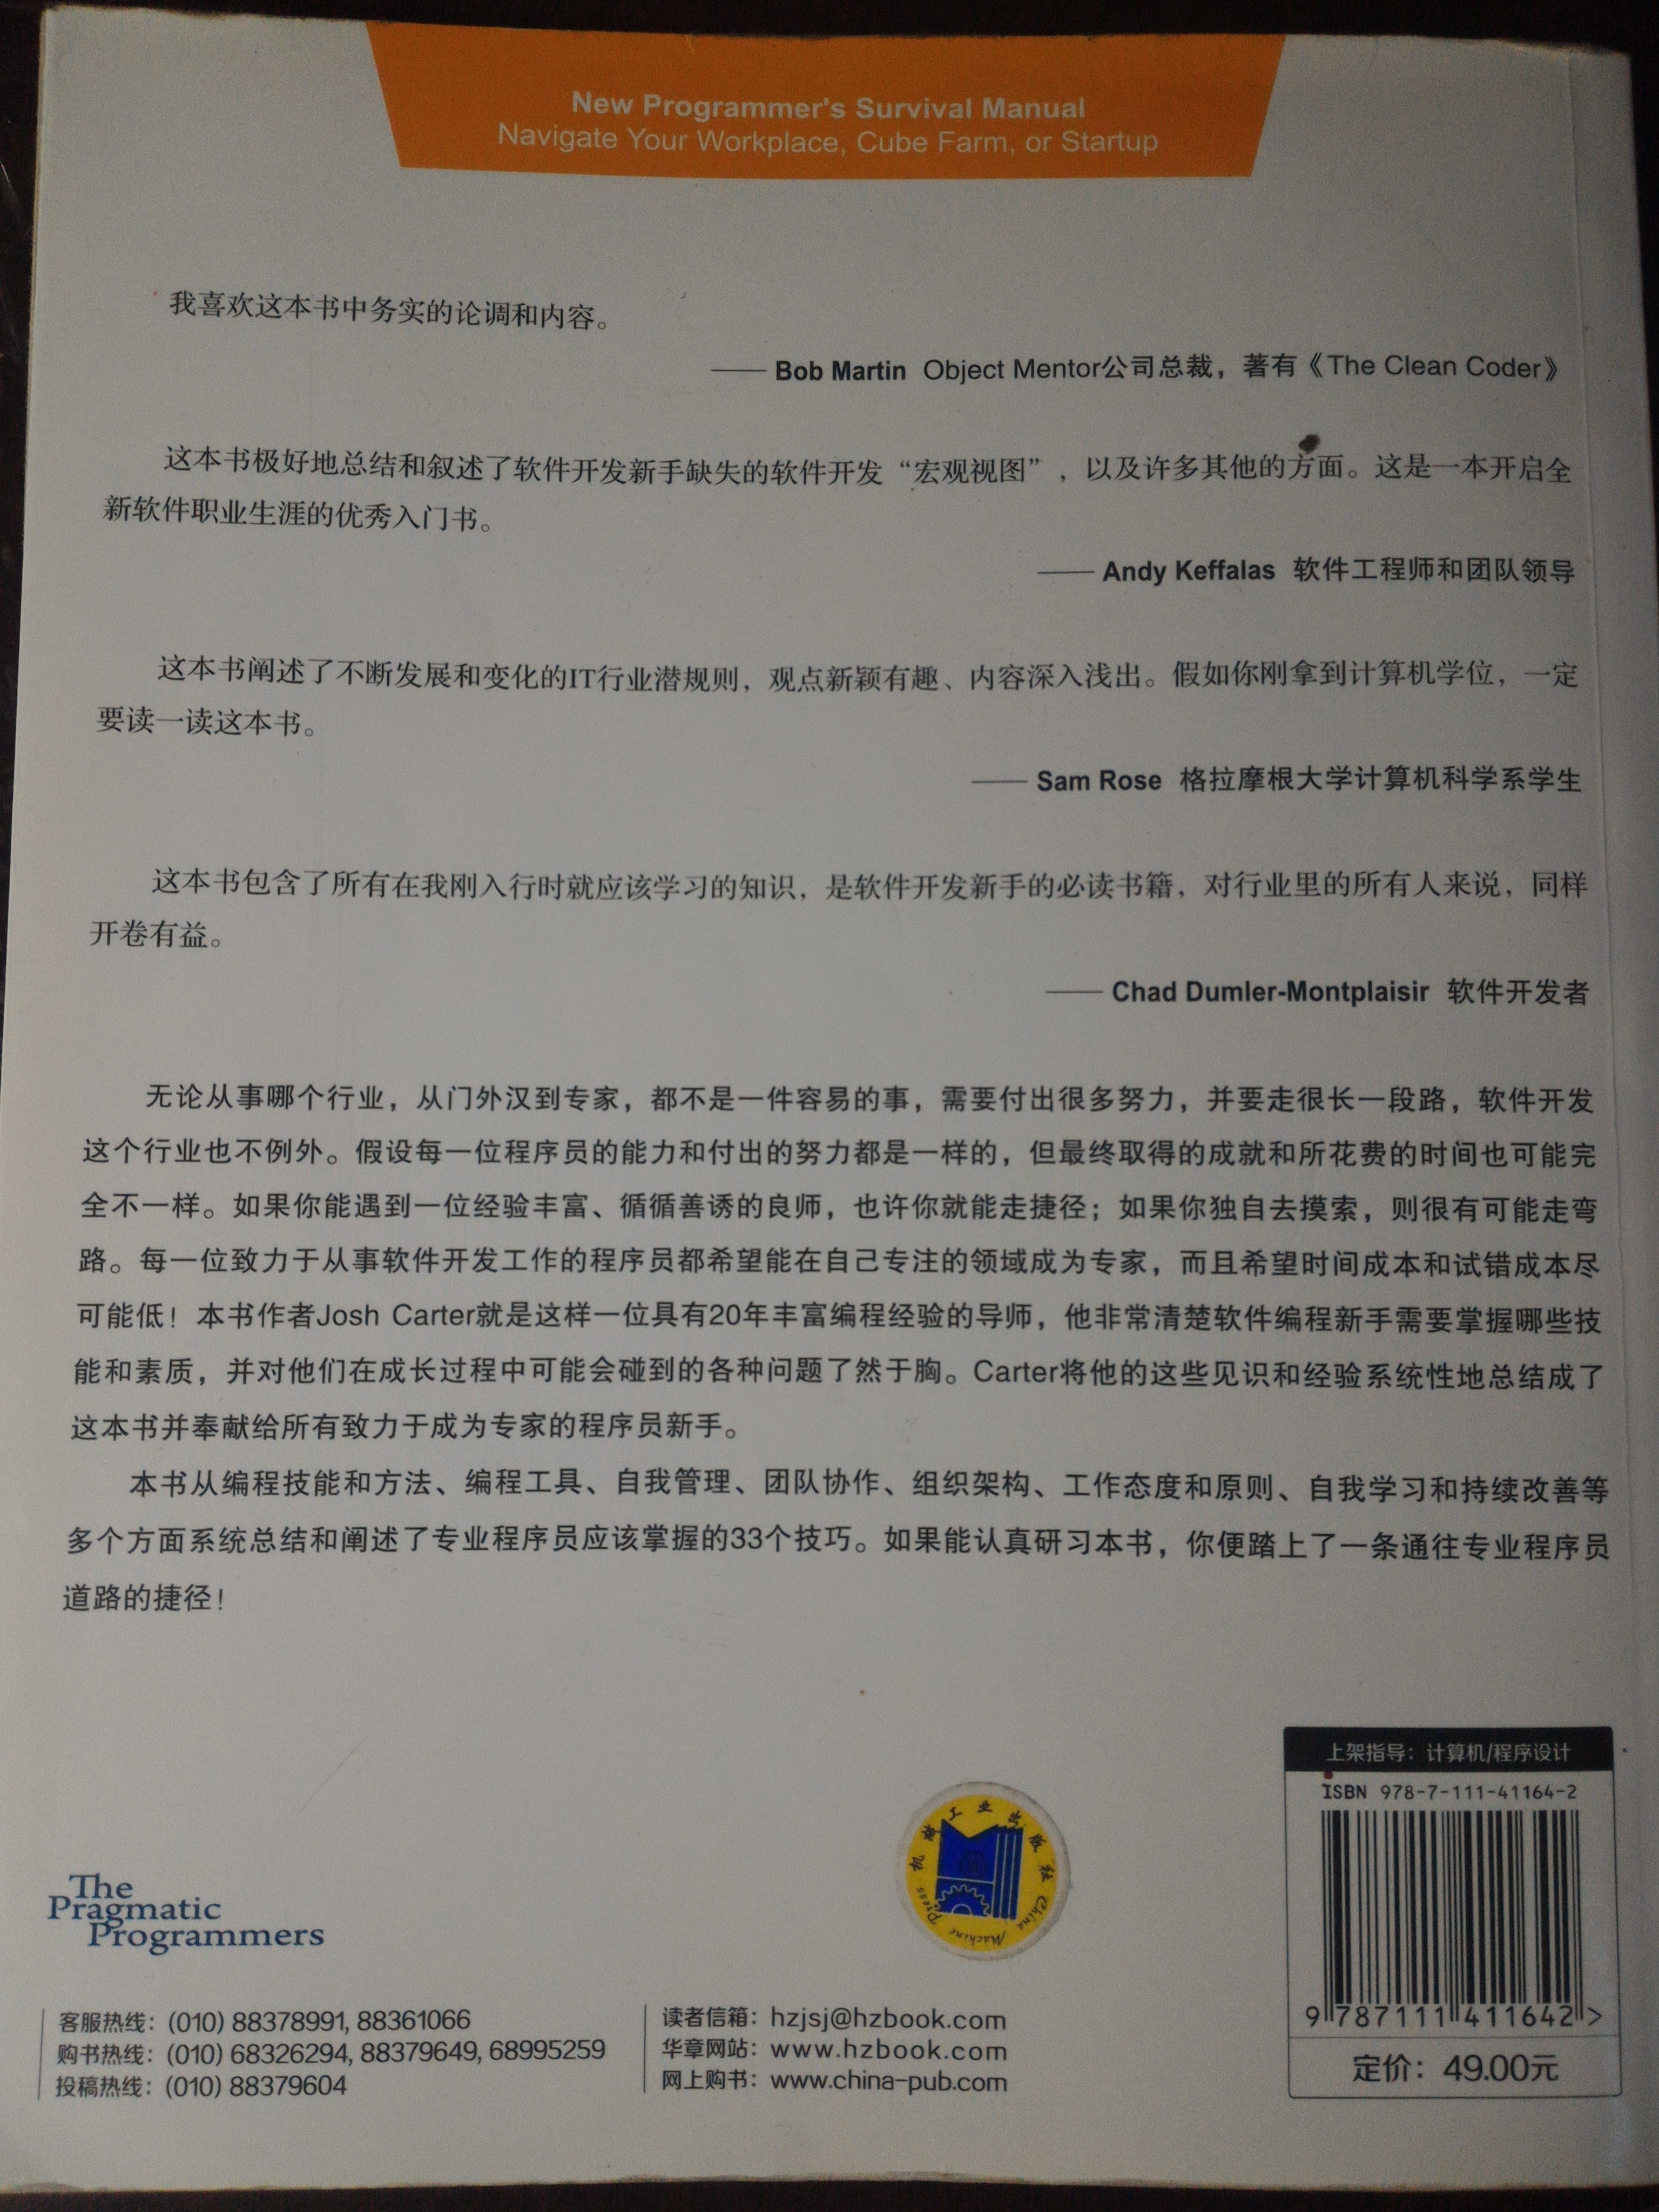 New Programmer's Survival Manual
Navigate Your Workplace, Cube Farm, or Startup
我喜欢这本书中务实的论调和内容。
—— Bob Martin Object Mentor公司总裁，著有《The Clean Coder》
这本书极好地总结和叙述了软件开发新手缺失的软件开发“宏观视图”，以及许多其他的方面。这是一本开启全
新软件职业生涯的优秀入门书。
—— Andy Keffalas 软件工程师和团队领导
这本书阐述了不断发展和变化的IT行业潜规则，观点新颖有趣、内容深入浅出。假如你刚拿到计算机学位，一定
要读一读这本书。
—— Sam Rose 格拉摩根大学计算机科学系学生
这本书包含了所有在我刚入行时就应该学习的知识，是软件开发新手的必读书籍，对行业里的所有人来说，同样
开卷有益。
—— Chad Dumler-Montplaisir 软件开发者
无论从事哪个行业，从门外汉到专家，都不是一件容易的事，需要付出很多努力，并要走很长一段路，软件开发
这个行业也不例外。假设每一位程序员的能力和付出的努力都是一样的，但最终取得的成就和所花费的时间也可能完
全不一样。如果你能遇到一位经验丰富、循循善诱的良师，也许你就能走捷径；如果你独自去摸索，则很有可能走弯
路。每一位致力于从事软件开发工作的程序员都希望能在自己专注的领域成为专家，而且希望时间成本和试错成本尽
可能低！本书作者Josh Carter就是这样一位具有20年丰富编程经验的导师，他非常清楚软件编程新手需要掌握哪些技
能和素质，并对他们在成长过程中可能会碰到的各种问题了然于胸。Carter将他的这些见识和经验系统性地总结成了
这本书并奉献给所有致力于成为专家的程序员新手。
本书从编程技能和方法、编程工具、自我管理、团队协作、组织架构、工作态度和原则、自我学习和持续改善等
多个方面系统总结和阐述了专业程序员应该掌握的33个技巧。如果能认真研习本书，你便踏上了一条通往专业程序员
道路的捷径！
The
Pragmatic
Programmers
客服热线：(010) 88378991, 88361066
购书热线：(010) 68326294, 88379649, 68995259
投稿热线：(010) 88379604
机械工业出版社
China Machine Press
读者信箱：hzjsj@hzbook.com
华章网站：www.hzbook.com
网上购书：www.china-pub.com
上架指导：计算机/程序设计
ISBN 978-7-111-41164-2
9 787111 411642 >
定价：49.00元